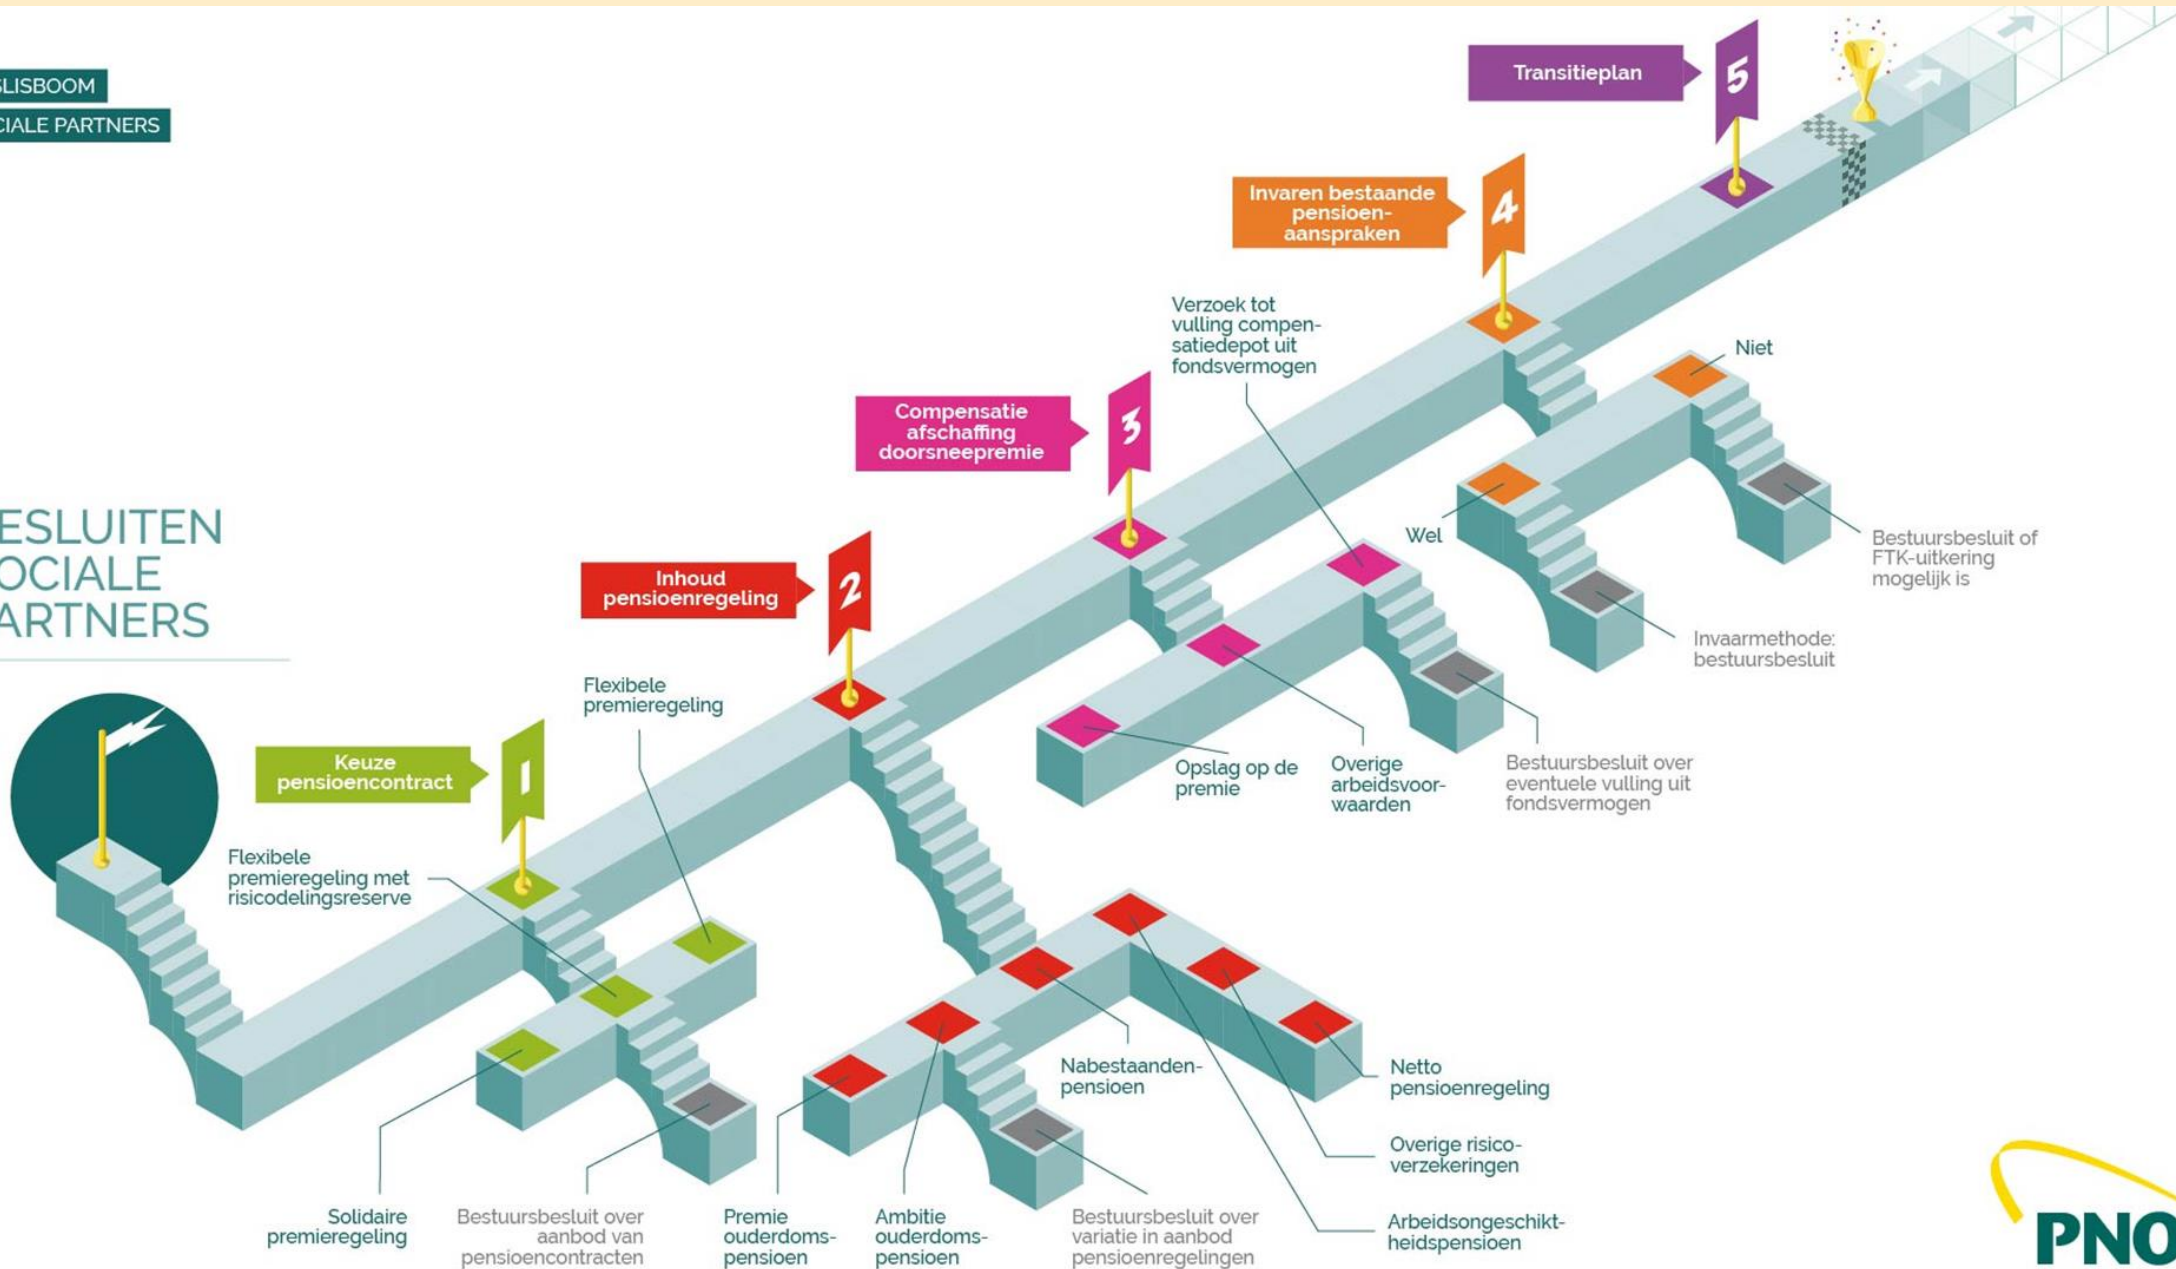 SLISBOOM
CIALE PARTNERS
ESLUITEN
OCIALE
ARTNERS
Keuze
pensioencontract
1
Flexibele
premieregeling met
risicodelingsreserve
Flexibele
premieregeling
Solidaire
premieregeling
Bestuursbesluit over
aanbod van
pensioencontracten
Inhoud
pensioenregeling
2
Premie
ouderdoms-
pensioen
Ambitie
ouderdoms-
pensioen
Nabestaanden-
pensioen
Bestuursbesluit over
variatie in aanbod
pensioenregelingen
Netto
pensioenregeling
Overige risico-
verzekeringen
Arbeidsongeschikt-
heidspensioen
Compensatie
afschaffing
doorsneepremie
3
Verzoek tot
vulling compen-
satiedepot uit
fondsvermogen
Opslag op de
premie
Overige
arbeidsvoor-
waarden
Bestuursbesluit over
eventuele vulling uit
fondsvermogen
Invaren bestaande
pensioen-
aanspraken
4
Niet
Wel
Bestuursbesluit of
FTK-uitkering
mogelijk is
Invaarmethode:
bestuursbesluit
Transitieplan
5
PNO